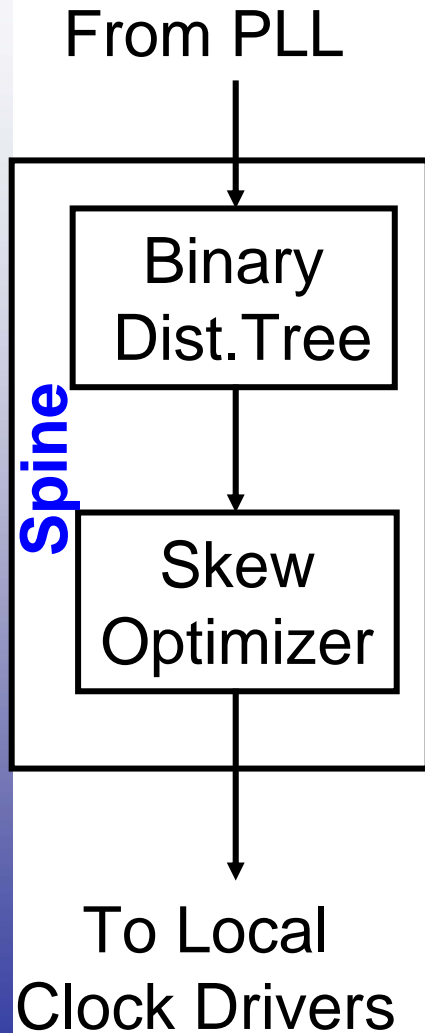 From PLL
Binary
Dist.Tree
Spine
Skew
Optimizer
To Local
Clock Drivers